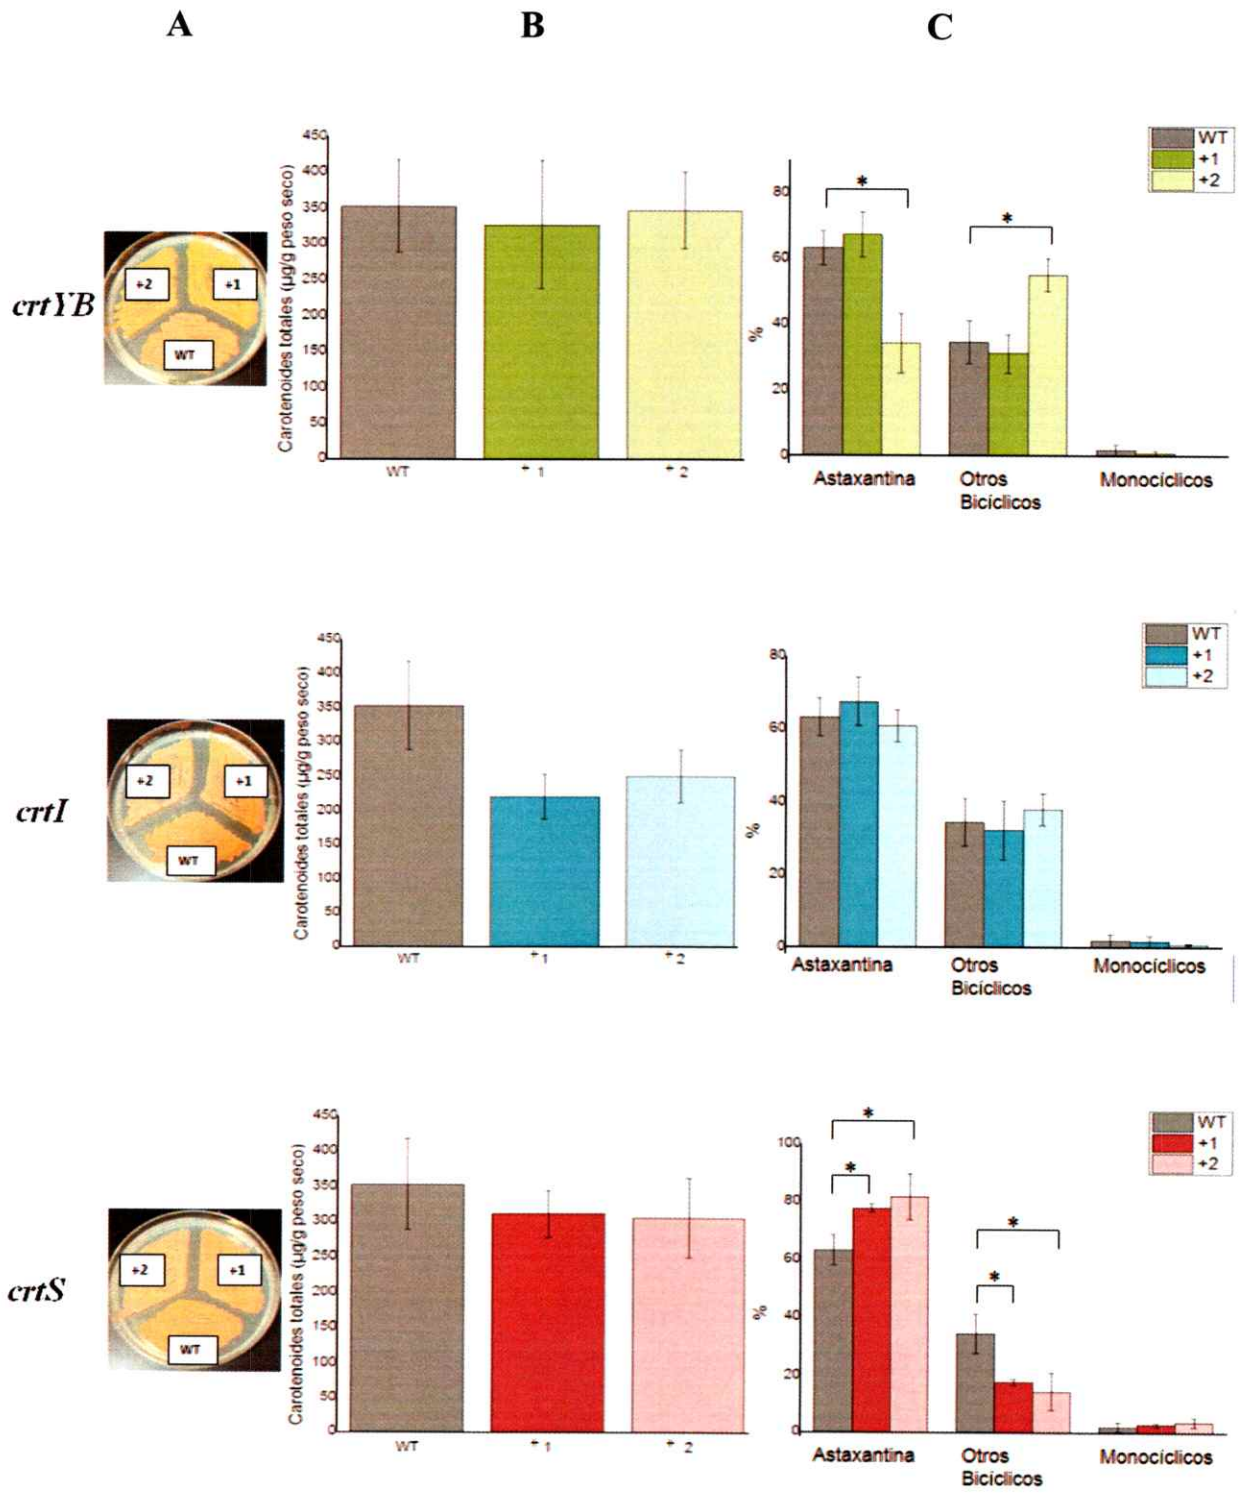 A
B
C
crtYB
+2
+1
WT
Carotenoides totales (µg/g peso seco)
450
400
350
300
250
200
150
100
50
0
WT
+ 1
+ 2
%
80
60
40
20
0
*
*
Astaxantina
Otros
Bicíclicos
Monocíclicos
WT
+1
+2
crtI
+2
+1
WT
Carotenoides totales (µg/g peso seco)
450
400
350
300
250
200
150
100
50
0
WT
+ 1
+ 2
%
80
60
40
20
0
Astaxantina
Otros
Bicíclicos
Monocíclicos
WT
+1
+2
crtS
+2
+1
WT
Carotenoides totales (µg/g peso seco)
450
400
350
300
250
200
150
100
50
0
WT
+ 1
+ 2
%
100
80
60
40
20
0
*
*
*
*
Astaxantina
Otros
Bicíclicos
Monocíclicos
WT
+1
+2